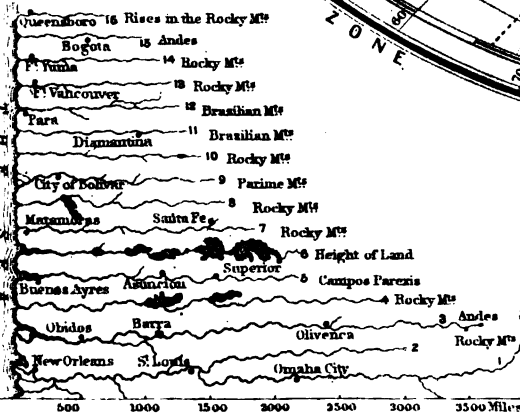 Queensboro 16 Rises in the Rocky Mts
Bogota 15 Andes
Ft Yuma 14 Rocky Mts
Ft Vancouver 13 Rocky Mts
Para 12 Brazilian Mts
Diamantina 11 Brazilian Mts
10 Rocky Mts
City of Bolivar 9 Parime Mts
8 Rocky Mts
Matamoras Santa Fe 7 Rocky Mts
6 Height of Land
Superior
Buenos Ayres Asuncion 5 Campos Parexis
4 Rocky Mts
Obidos Barra Olivenca 3 Andes
Rocky Mts
New Orleans St Louis Omaha City 2 1
500 1000 1500 2000 2500 3000 3500 Miles
ZONE
60
70